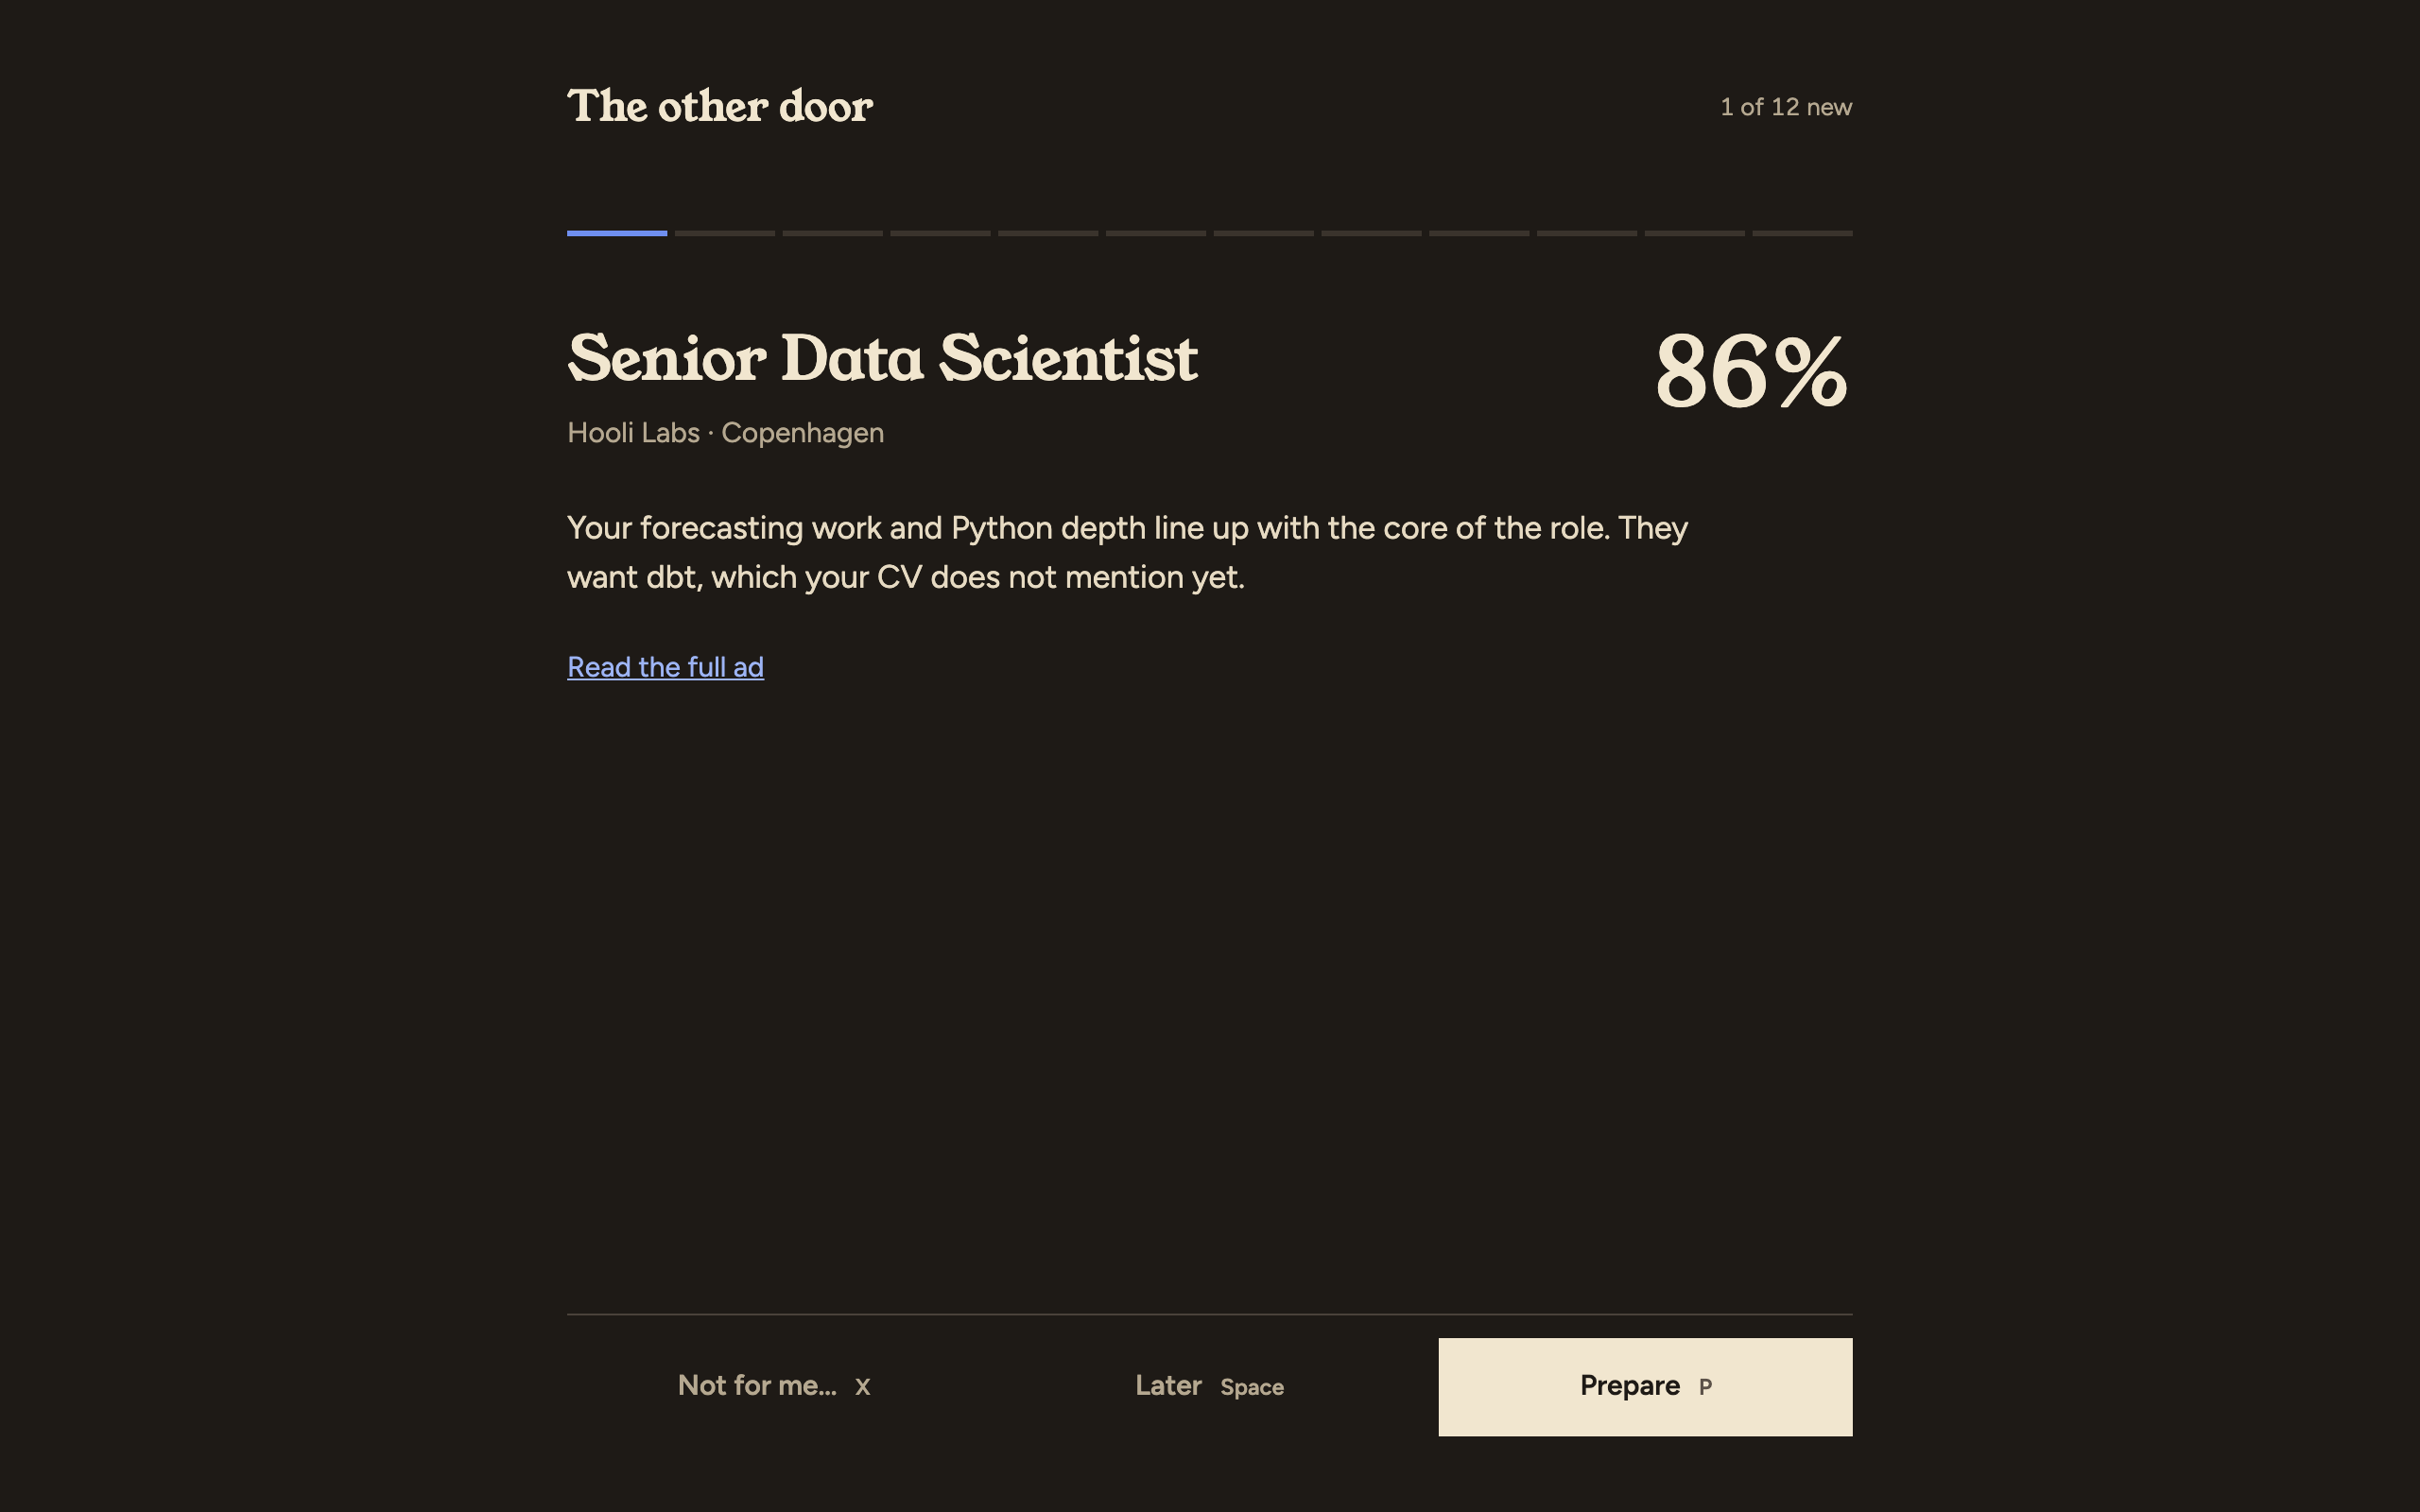 The other door
1 of 12 new
Senior Data Scientist
86%
Hooli Labs · Copenhagen
Your forecasting work and Python depth line up with the core of the role. They
want dbt, which your CV does not mention yet.
Read the full ad
Not for me... X
Later Space
Prepare P